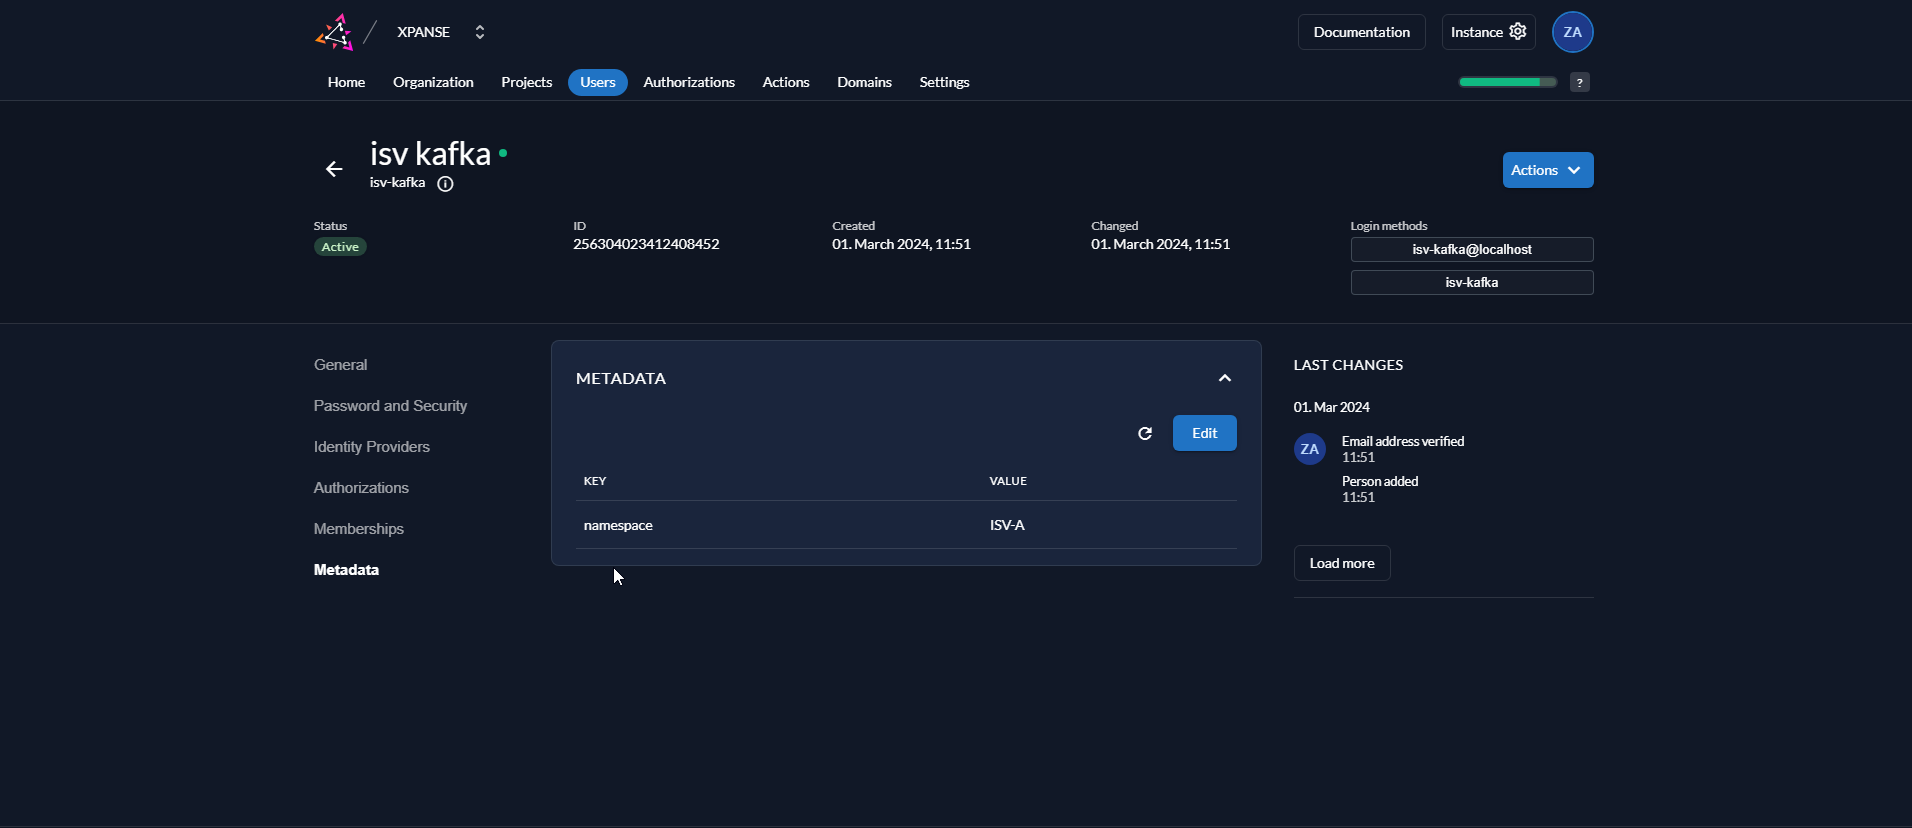 XPANSE
Documentation
Instance
ZA
Home Organization Projects Users Authorizations Actions Domains Settings
?
isv kafka
isv-kafka
Actions
Status
Active
ID
256304023412408452
Created
01. March 2024, 11:51
Changed
01. March 2024, 11:51
Login methods
isv-kafka@localhost
isv-kafka
General
Password and Security
Identity Providers
Authorizations
Memberships
Metadata
METADATA
Edit
KEY VALUE
namespace ISV-A
LAST CHANGES
01. Mar 2024
ZA
Email address verified
11:51
Person added
11:51
Load more